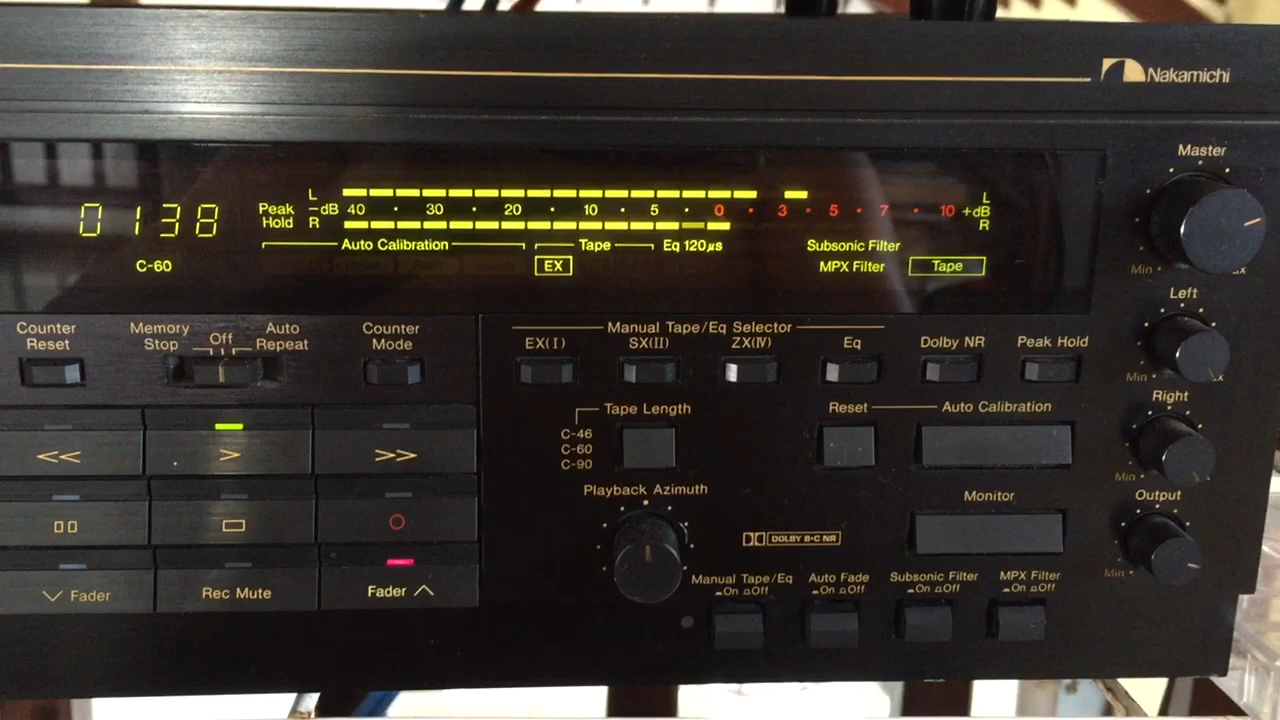 Nakamichi
Master
Min
0138
C-60
Peak Hold
L
-dB 40 · 30 · 20 · 10 · 5 · 0 · 3 · 5 · 7 · 10 +dB
R
L
R
Auto Calibration
Tape
Eq 120μs
EX
Subsonic Filter
MPX Filter
Tape
Left
Min
Right
Min
Output
Min
Counter Reset
Memory Stop
Off
Auto Repeat
Counter Mode
Manual Tape/Eq Selector
EX(I)
SX(II)
ZX(IV)
Eq
Dolby NR
Peak Hold
<<
>
>>
Tape Length
C-46
C-60
C-90
Reset
Auto Calibration
Playback Azimuth
Monitor
DOLBY B-C NR
Fader
Rec Mute
Fader
Manual Tape/Eq
On Off
Auto Fade
On Off
Subsonic Filter
On Off
MPX Filter
On Off